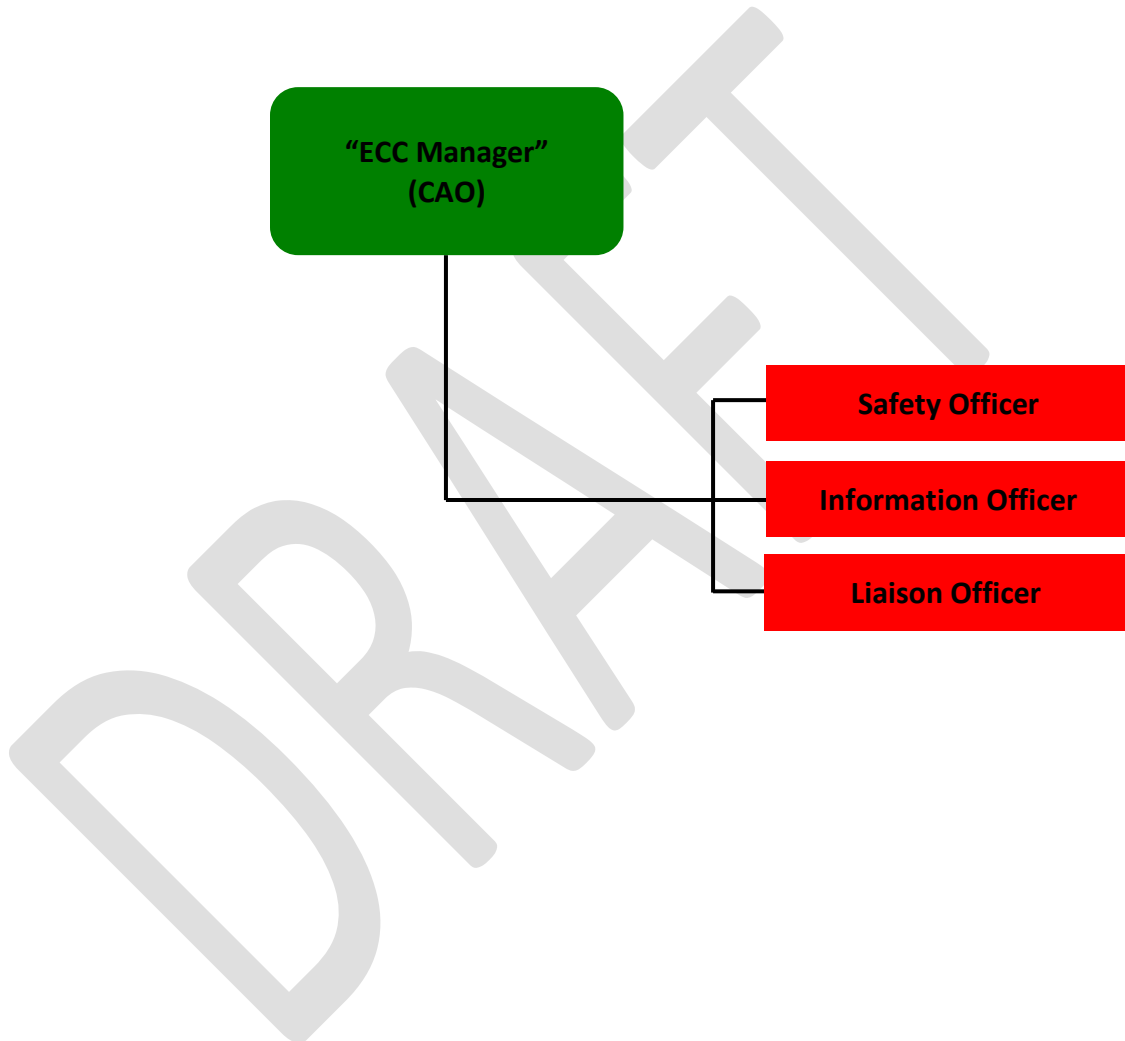 “ECC Manager”
(CAO)
Safety Officer
Information Officer
Liaison Officer
DRAFT